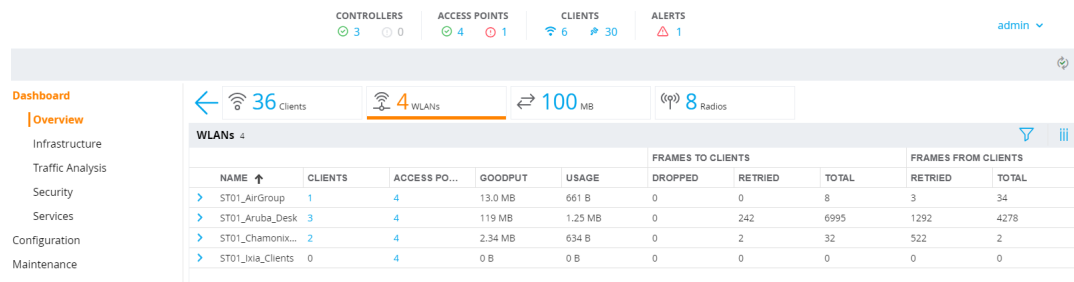 CONTROLLERS ACCESS POINTS CLIENTS ALERTS
3 0 4 1 6 30 1 admin
Dashboard
Overview
Infrastructure
Traffic Analysis
Security
Services
Configuration
Maintenance
36 Clients 4 WLANs 100 MB 8 Radios
WLANs 4
FRAMES TO CLIENTS FRAMES FROM CLIENTS
NAME CLIENTS ACCESS PO... GOODPUT USAGE DROPPED RETRIED TOTAL RETRIED TOTAL
ST01_AirGroup 1 4 13.0 MB 661 B 0 0 8 3 34
ST01_Aruba_Desk 3 4 119 MB 1.25 MB 0 242 6995 1292 4278
ST01_Chamonix... 2 4 2.34 MB 634 B 0 2 32 522 2
ST01_Ixia_Clients 0 4 0 B 0 B 0 0 0 0 0